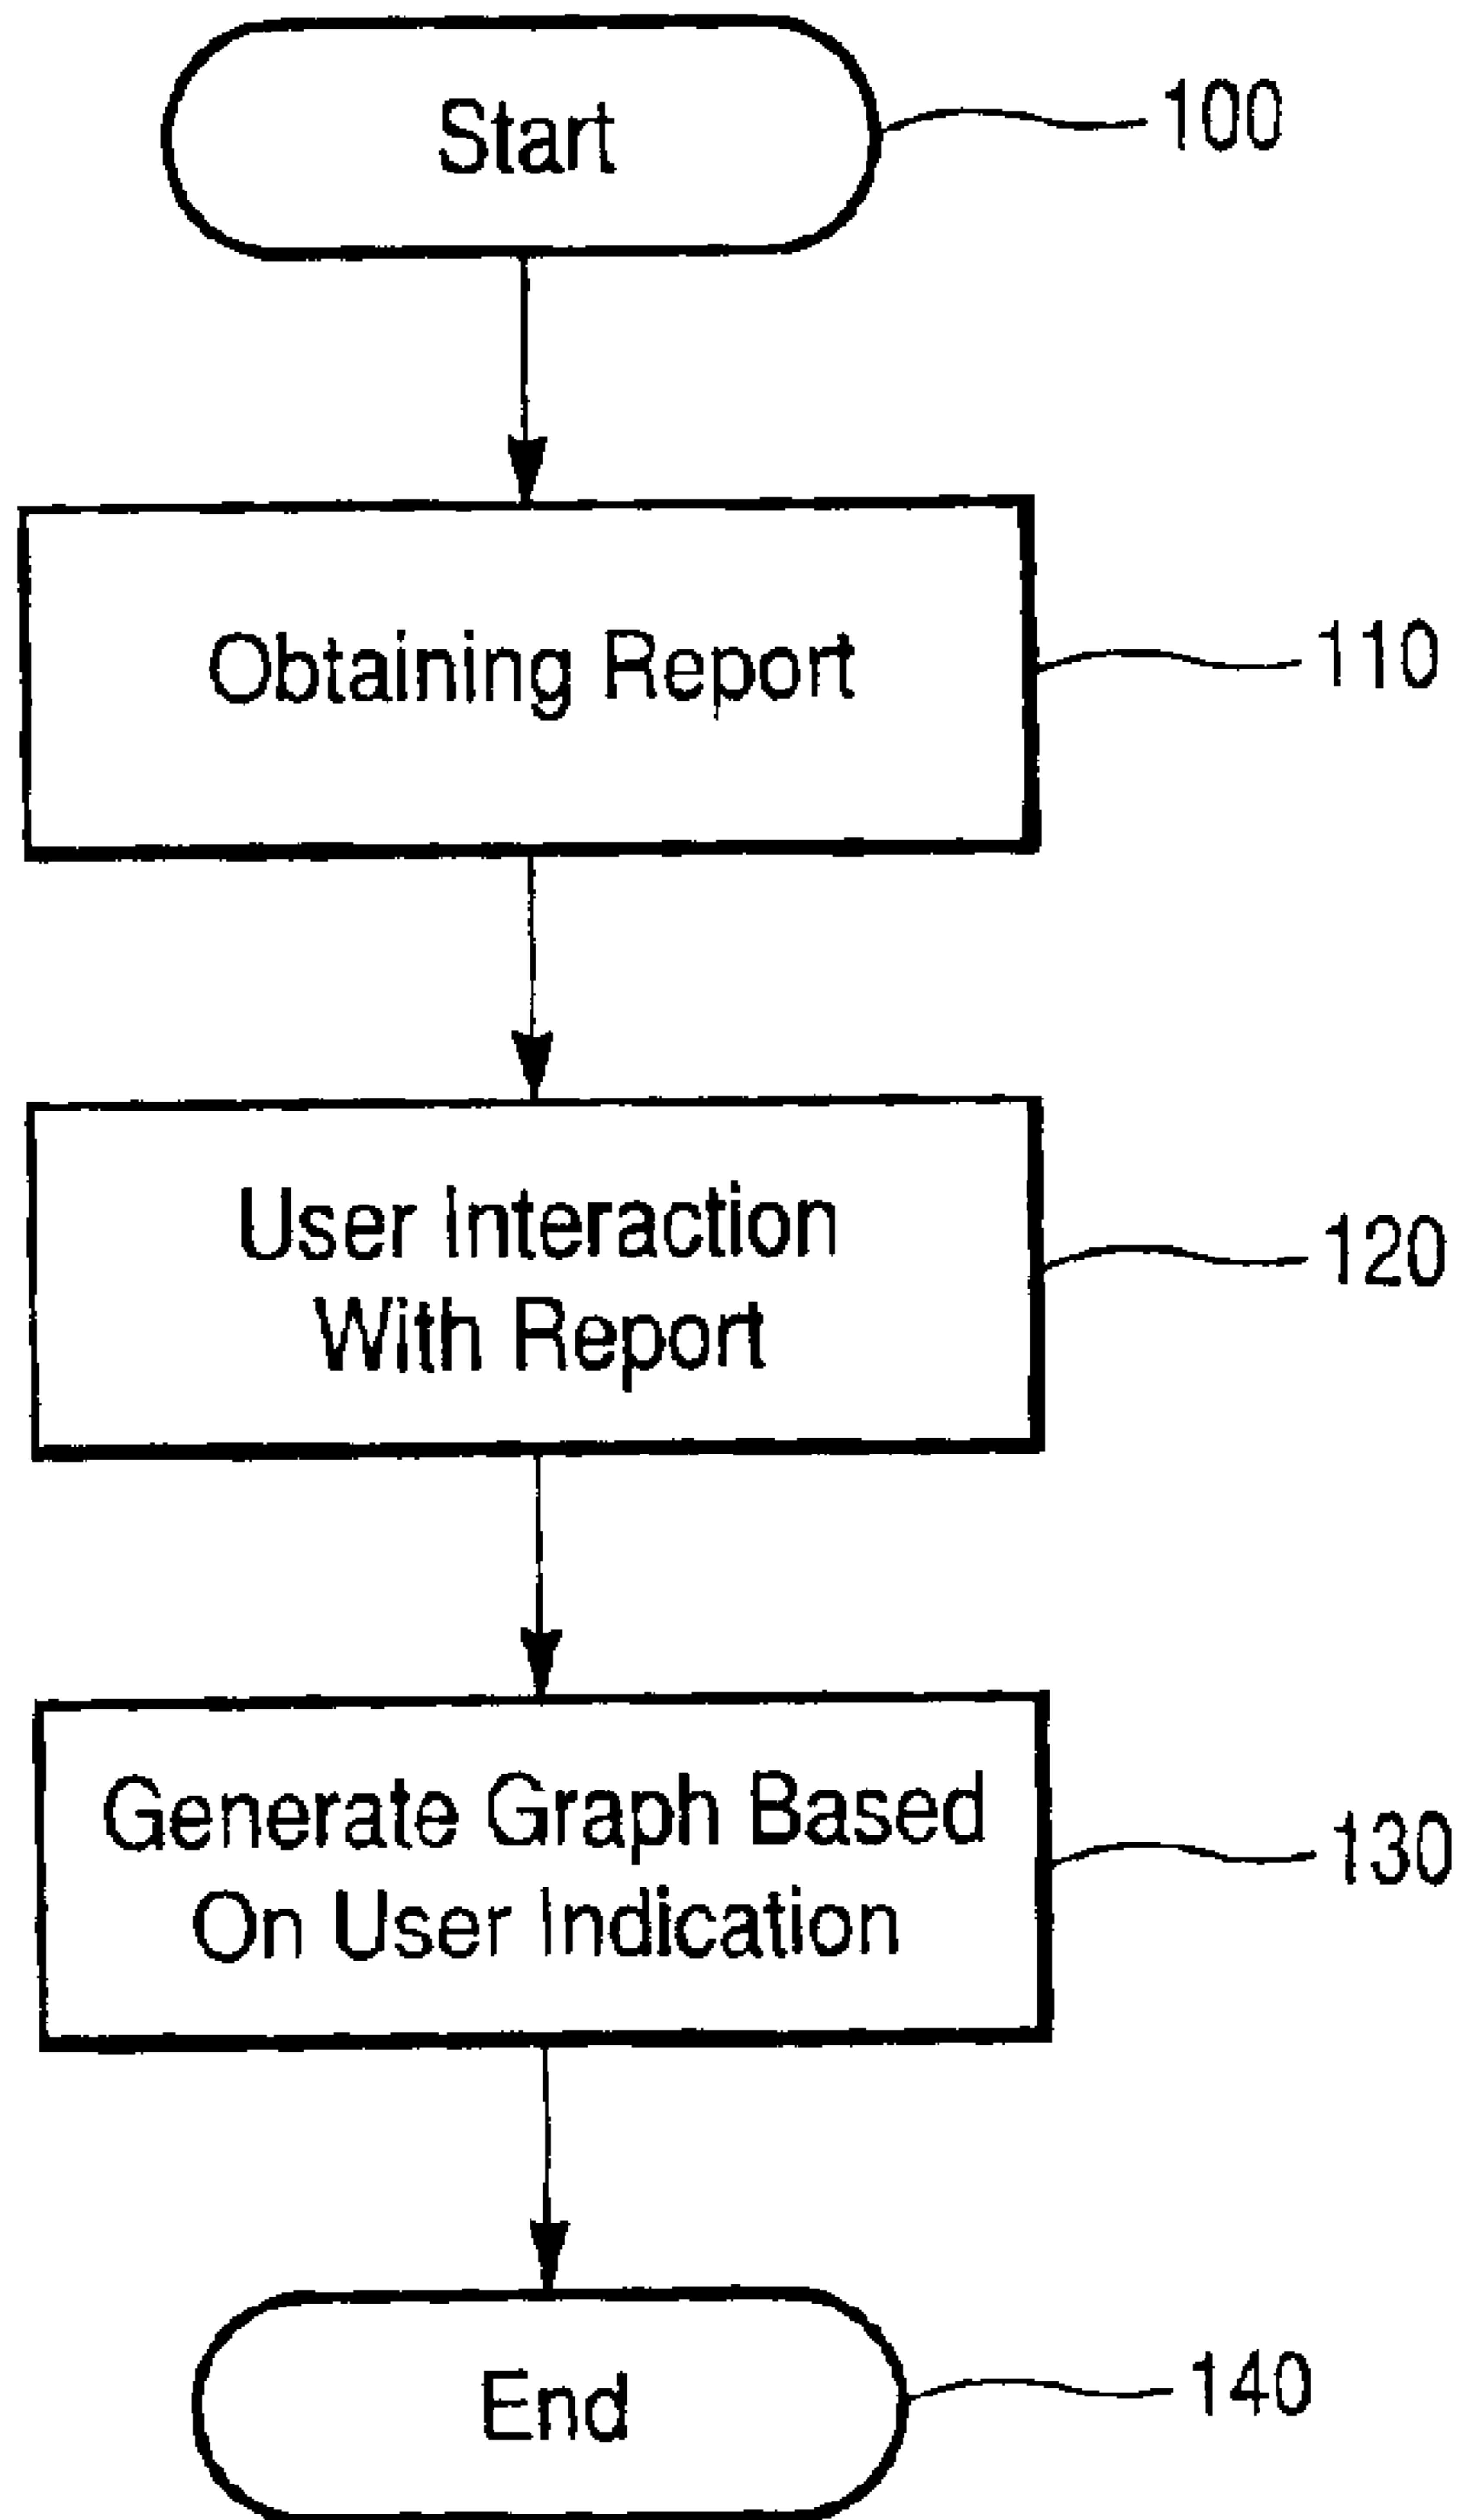 Start
100
Obtaining Report
110
User Interaction
With Report
120
Generate Graph Based
On User Indication
130
End
140